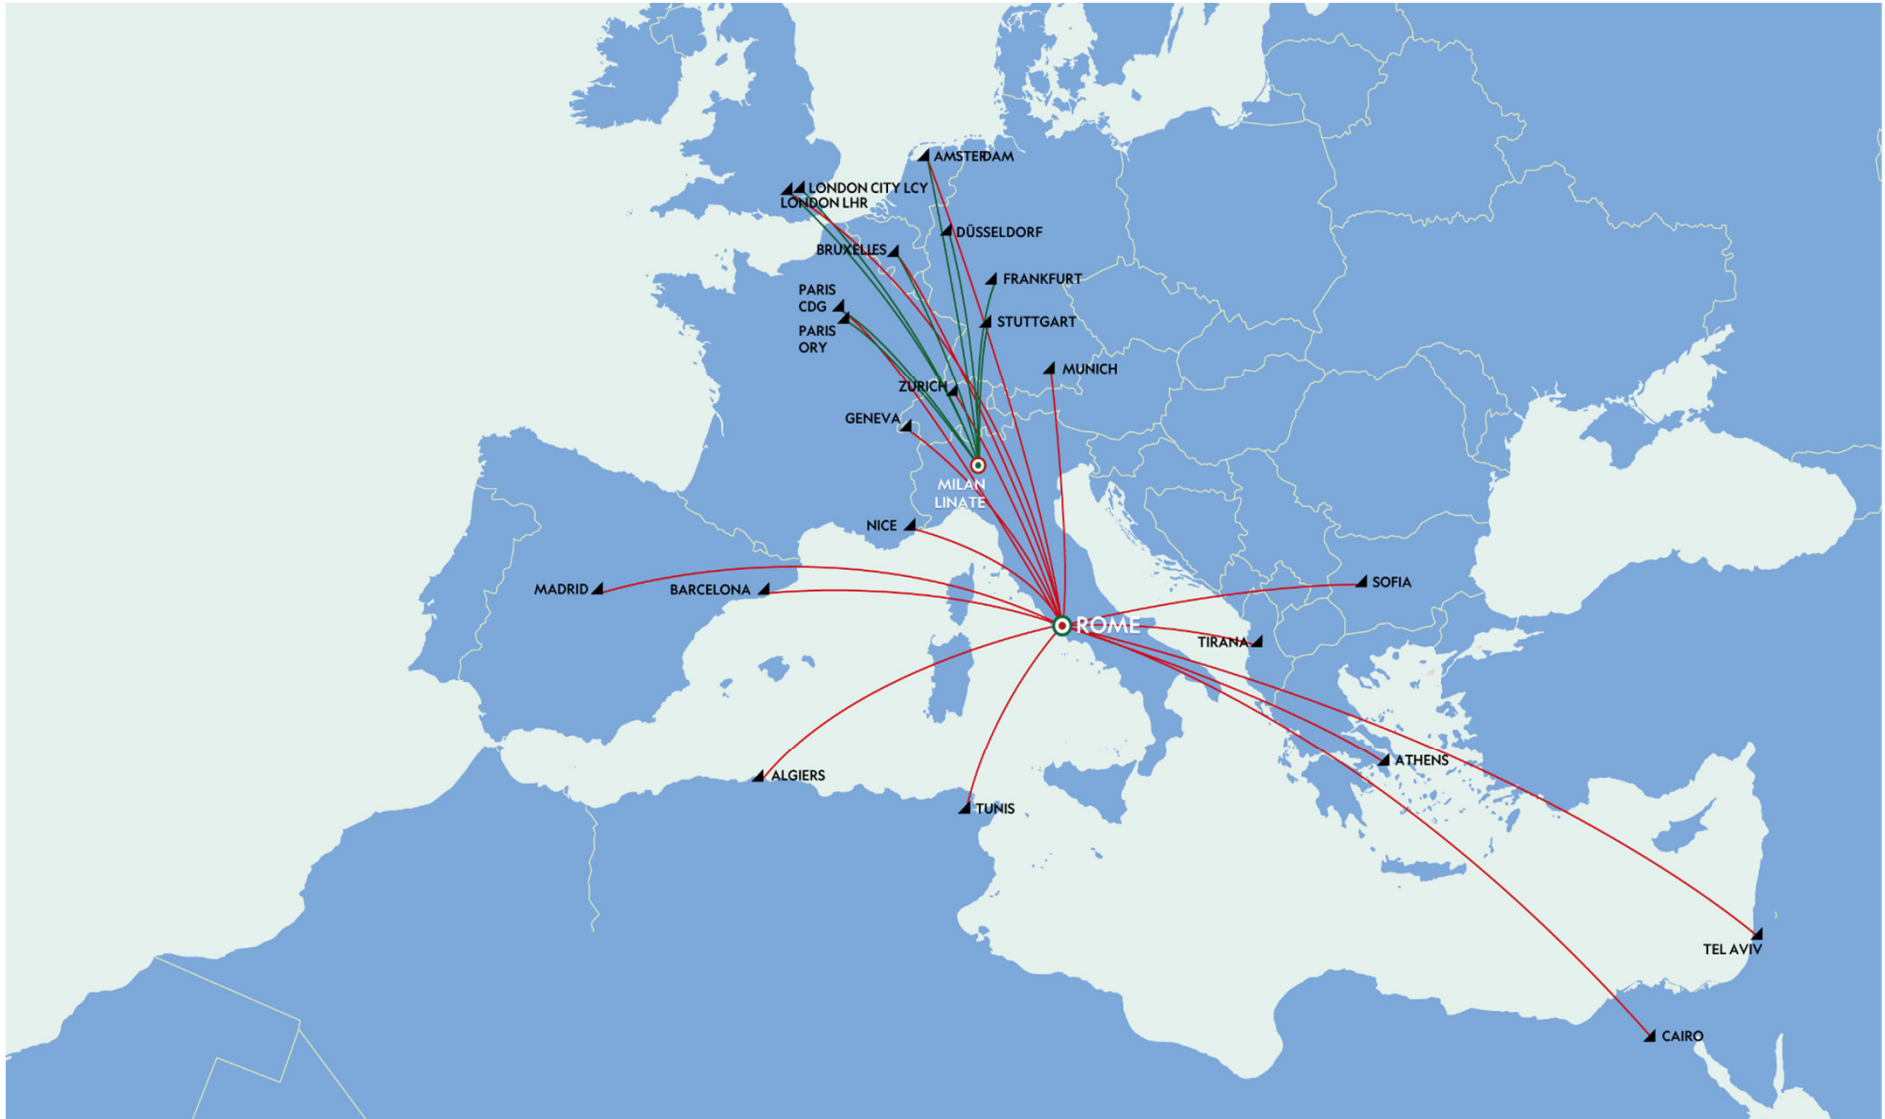 AMSTERDAM
LONDON CITY LCY
LONDON LHR
DÜSSELDORF
BRUXELLES
FRANKFURT
PARIS
CDG
STUTTGART
PARIS
ORY
MUNICH
ZURICH
GENEVA
MILAN
LINATE
NICE
MADRID
BARCELONA
SOFIA
ROME
TIRANA
ATHENS
ALGIERS
TUNIS
TEL AVIV
CAIRO